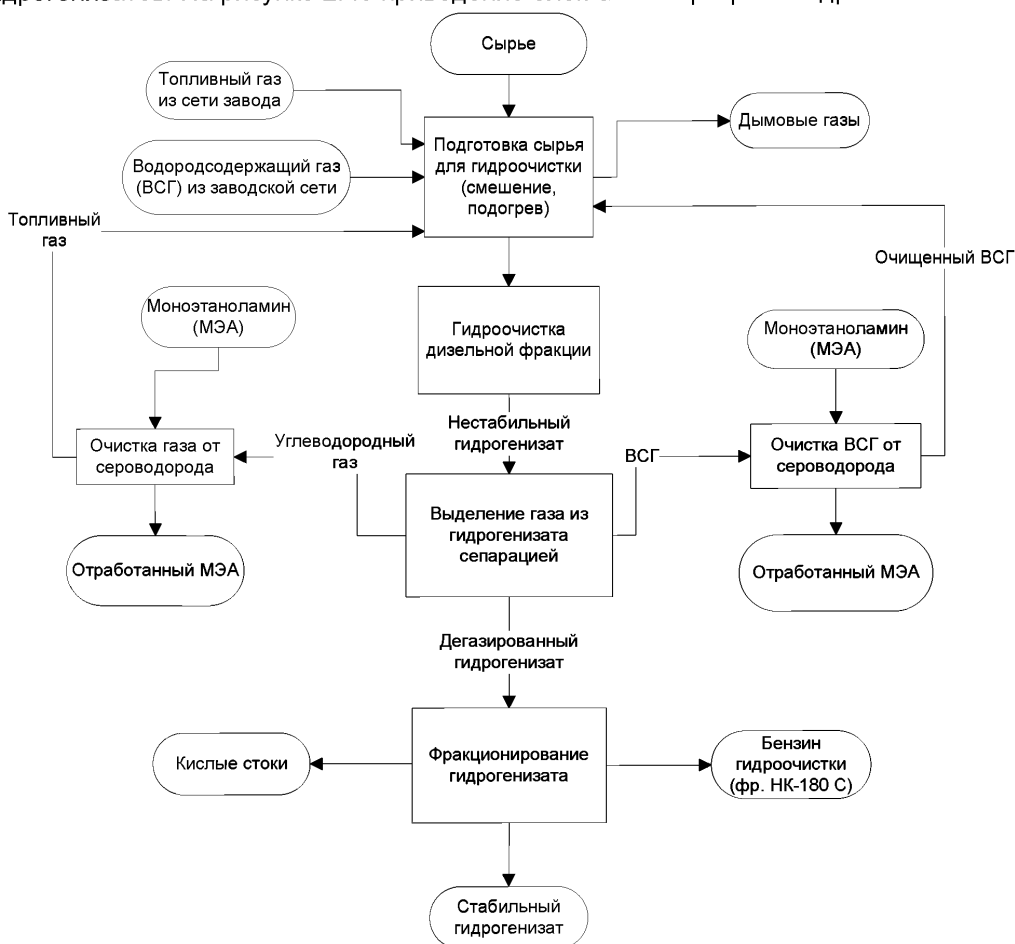 Сырье
Топливный газ
из сети завода
Дымовые газы
Подготовка сырья
для гидроочистки
(смешение,
подогрев)
Водородсодержащий газ
(ВСГ) из заводской сети
Топливный
газ
Очищенный ВСГ
Моноэтаноламин
(МЭА)
Гидроочистка
дизельной фракции
Моноэтаноламин
(МЭА)
Нестабильный
гидрогенизат
Очистка газа от
сероводорода
Углеводородный
газ
ВСГ
Очистка ВСГ от
сероводорода
Выделение газа из
гидрогенизата
сепарацией
Отработанный МЭА
Отработанный МЭА
Дегазированный
гидрогенизат
Кислые стоки
Фракционирование
гидрогенизата
Бензин
гидроочистки
(фр. НК-180 С)
Стабильный
гидрогенизат